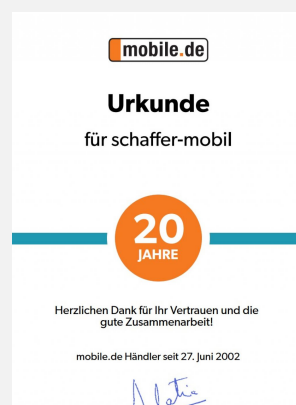 mobile.de
Urkunde
für schaffer-mobil
20
JAHRE
Herzlichen Dank für Ihr Vertrauen und die
gute Zusammenarbeit!
mobile.de Händler seit 27. Juni 2002